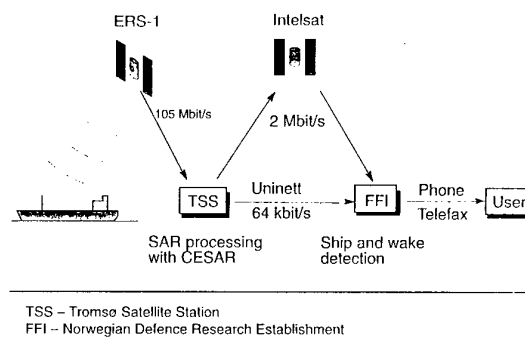 ERS-1
Intelsat
105 Mbit/s
2 Mbit/s
TSS
Uninett
64 kbit/s
FFI
Phone
Telefax
User
SAR processing
with CESAR
Ship and wake
detection
TSS – Tromsø Satellite Station
FFI – Norwegian Defence Research Establishment